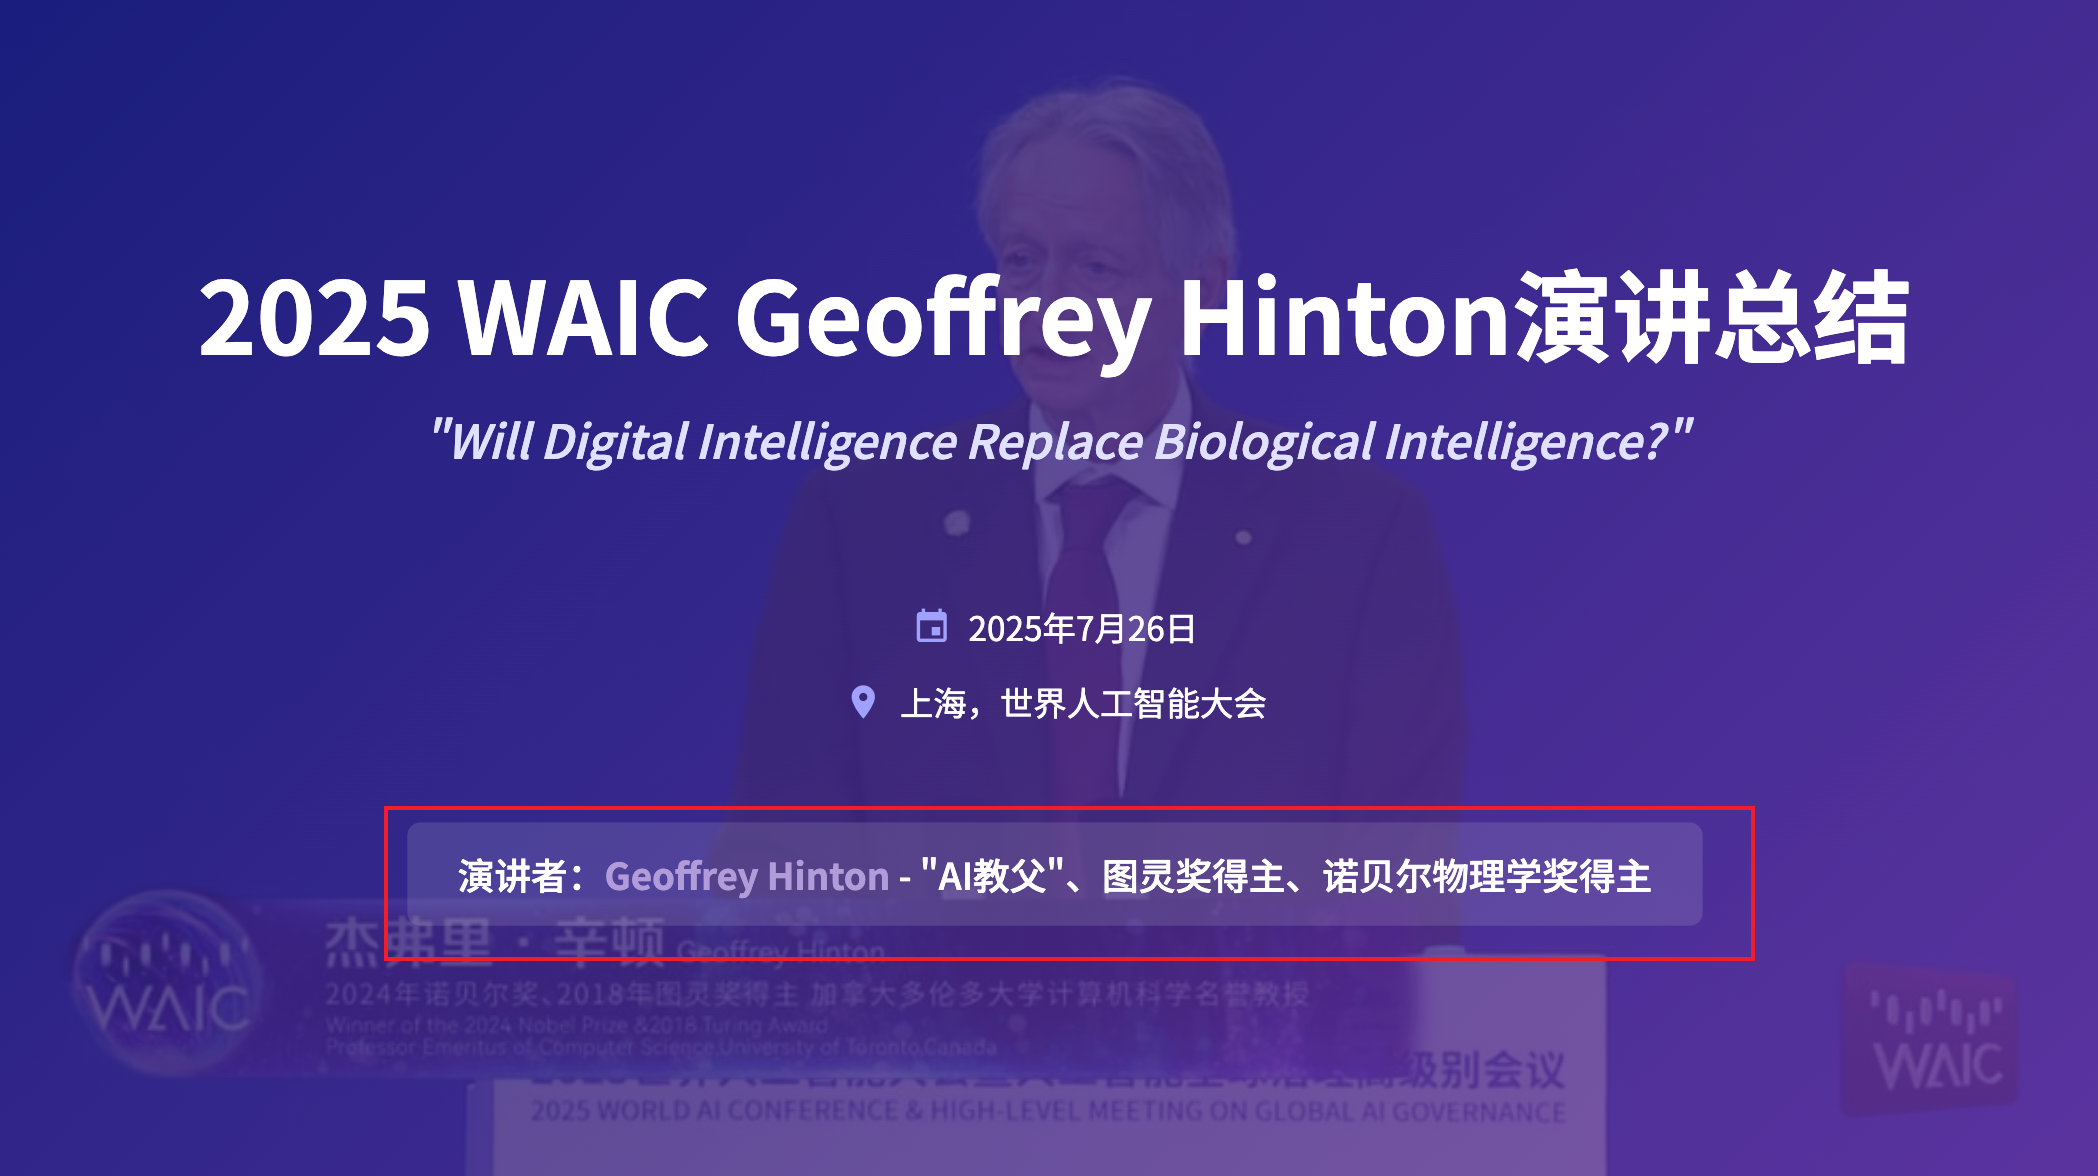 2025 WAIC Geoffrey Hinton演讲总结
"Will Digital Intelligence Replace Biological Intelligence?"
2025年7月26日
上海，世界人工智能大会
演讲者：Geoffrey Hinton - "AI教父"、图灵奖得主、诺贝尔物理学奖得主
杰弗里·辛顿 Geoffrey Hinton
WAIC
2024年诺贝尔奖、2018年图灵奖得主 加拿大多伦多大学计算机科学名誉教授
Winner of the 2024 Nobel Prize &2018 Turing Award
Professor Emeritus of Computer Science,University of Toronto,Canada
WAIC
级别会议
2025 WORLD AI CONFERENCE & HIGH-LEVEL MEETING ON GLOBAL AI GOVERNANCE